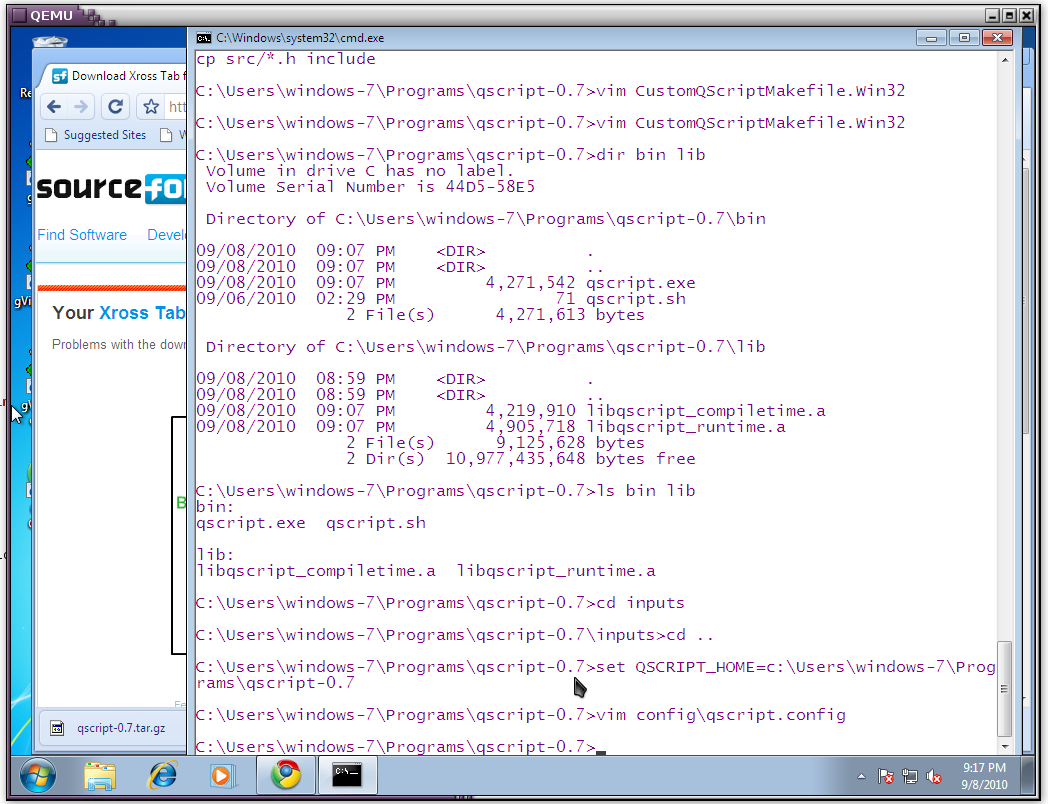 QEMU
C:\Windows\system32\cmd.exe
cp src/*.h include
C:\Users\windows-7\Programs\qscript-0.7>vim CustomQScriptMakefile.Win32
C:\Users\windows-7\Programs\qscript-0.7>vim CustomQScriptMakefile.Win32
C:\Users\windows-7\Programs\qscript-0.7>dir bin lib
Volume in drive C has no label.
Volume Serial Number is 44D5-58E5
Directory of C:\Users\windows-7\Programs\qscript-0.7\bin
09/08/2010  09:07 PM    <DIR>          .
09/08/2010  09:07 PM    <DIR>          ..
09/08/2010  09:07 PM         4,271,542 qscript.exe
09/06/2010  02:29 PM                71 qscript.sh
2 File(s)      4,271,613 bytes
Directory of C:\Users\windows-7\Programs\qscript-0.7\lib
09/08/2010  08:59 PM    <DIR>          .
09/08/2010  08:59 PM    <DIR>          ..
09/08/2010  09:07 PM         4,219,910 libqscript_compiletime.a
09/08/2010  09:07 PM         4,905,718 libqscript_runtime.a
2 File(s)      9,125,628 bytes
2 Dir(s)  10,977,435,648 bytes free
C:\Users\windows-7\Programs\qscript-0.7>ls bin lib
bin:
qscript.exe  qscript.sh
lib:
libqscript_compiletime.a  libqscript_runtime.a
C:\Users\windows-7\Programs\qscript-0.7>cd inputs
C:\Users\windows-7\Programs\qscript-0.7\inputs>cd ..
C:\Users\windows-7\Programs\qscript-0.7>set QSCRIPT_HOME=c:\Users\windows-7\Prog
rams\qscript-0.7
C:\Users\windows-7\Programs\qscript-0.7>vim config\qscript.config
C:\Users\windows-7\Programs\qscript-0.7>
Download Xross Tab f
htt
Suggested Sites
W
sourcefo
Find Software
Devel
Your Xross Tab
Problems with the down
B
qscript-0.7.tar.gz
9:17 PM
9/8/2010